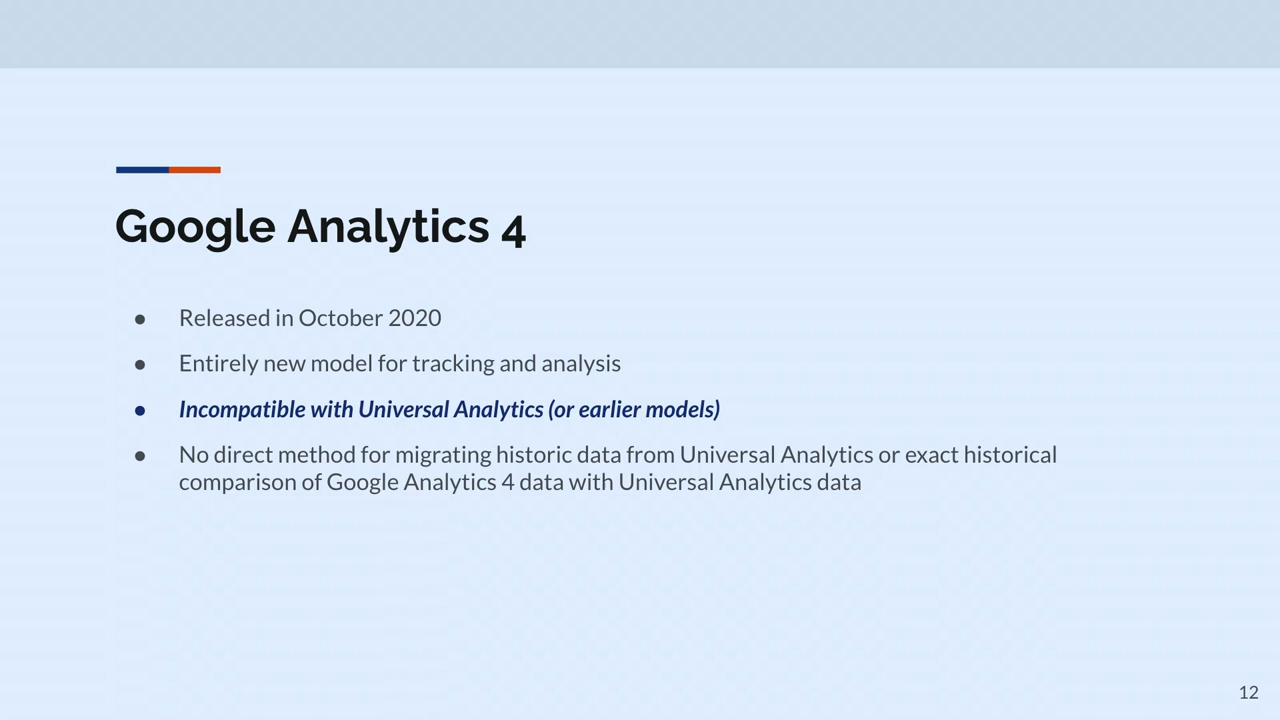 Google Analytics 4
● Released in October 2020
● Entirely new model for tracking and analysis
● Incompatible with Universal Analytics (or earlier models)
● No direct method for migrating historic data from Universal Analytics or exact historical
comparison of Google Analytics 4 data with Universal Analytics data
12